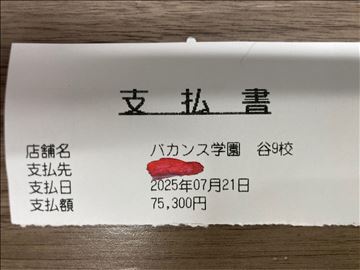 支払書
店舗名 バカンス学園 谷9校
支払先
支払日 2025年07月21日
支払額 75,300円